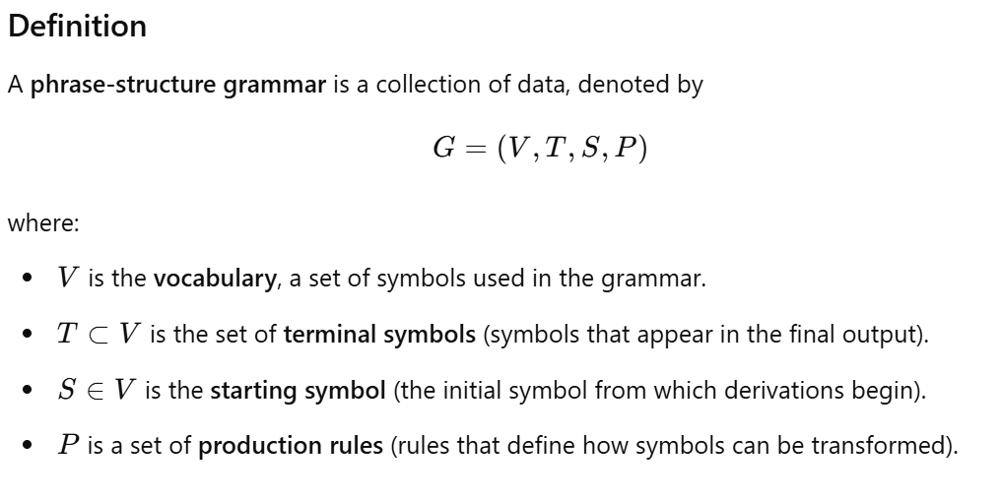 Definition
A phrase-structure grammar is a collection of data, denoted by
G = (V, T, S, P)
where:
• V is the vocabulary, a set of symbols used in the grammar.
• T ⊂ V is the set of terminal symbols (symbols that appear in the final output).
• S ∈ V is the starting symbol (the initial symbol from which derivations begin).
• P is a set of production rules (rules that define how symbols can be transformed).